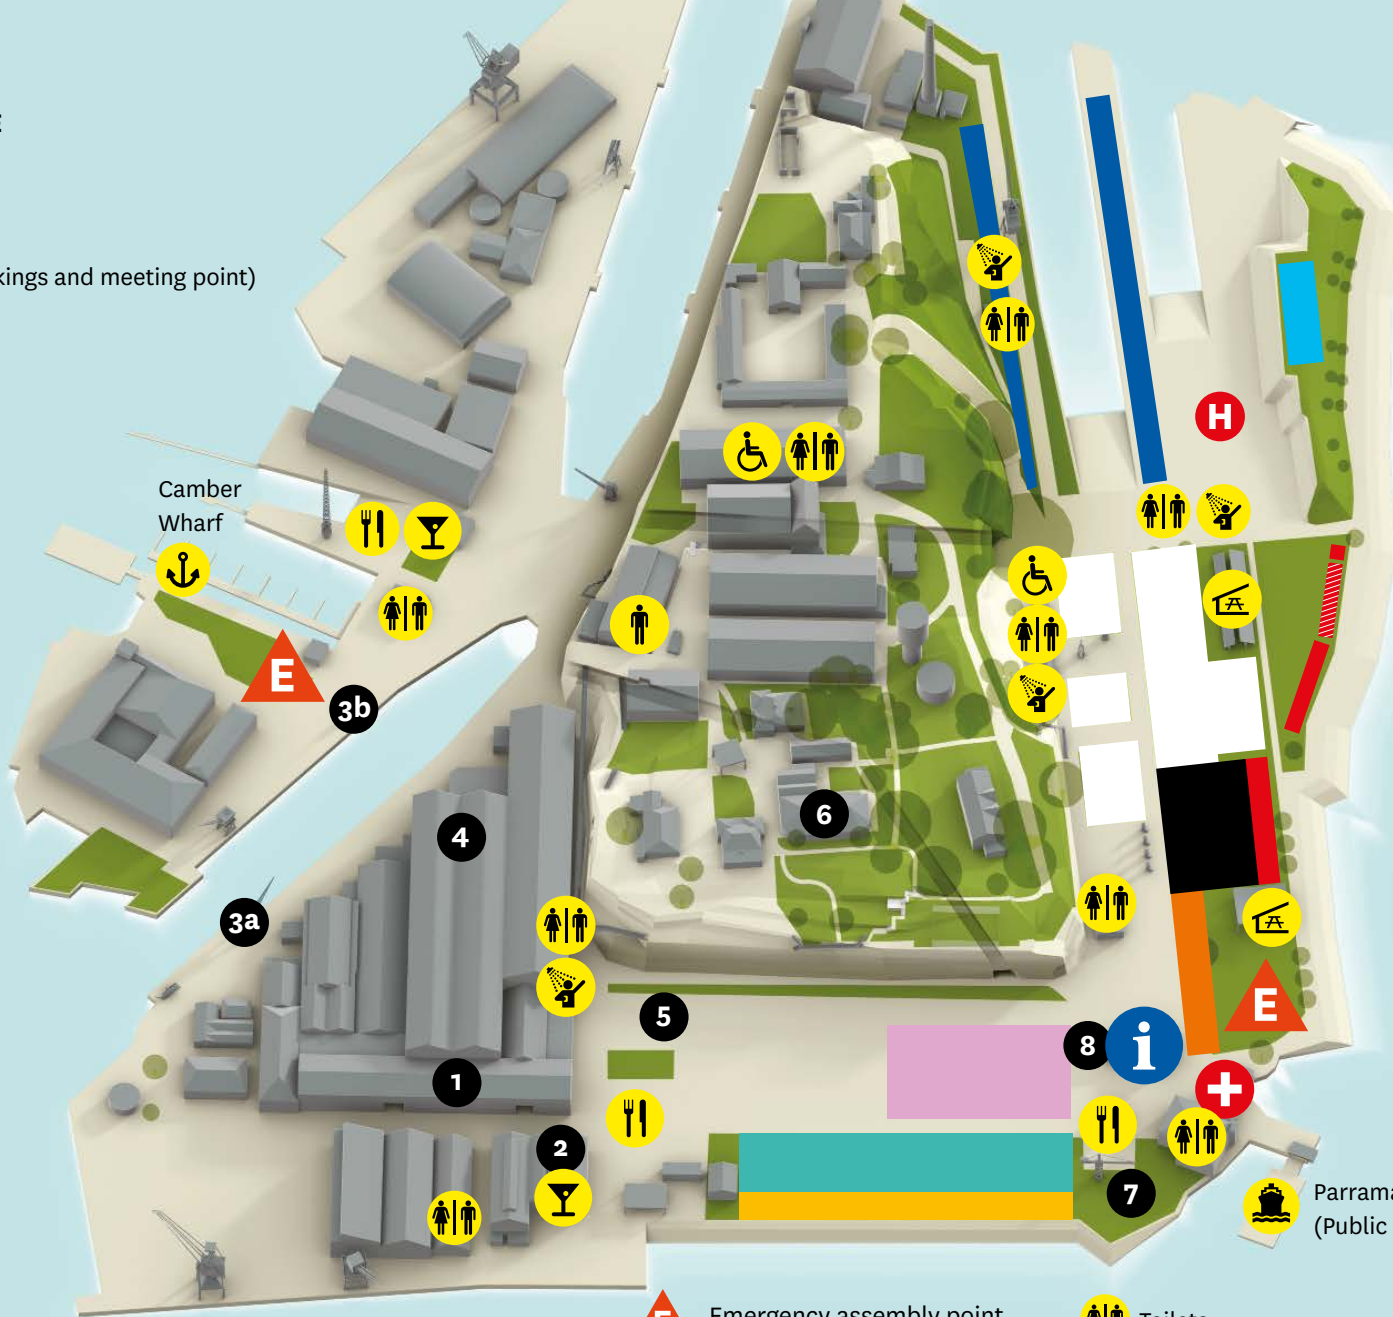 kings and meeting point)
H
Camber
Wharf
E
3b
4
6
3a
5
E
8
i
1
2
7
(Public
Emergency assembly point
Toilets